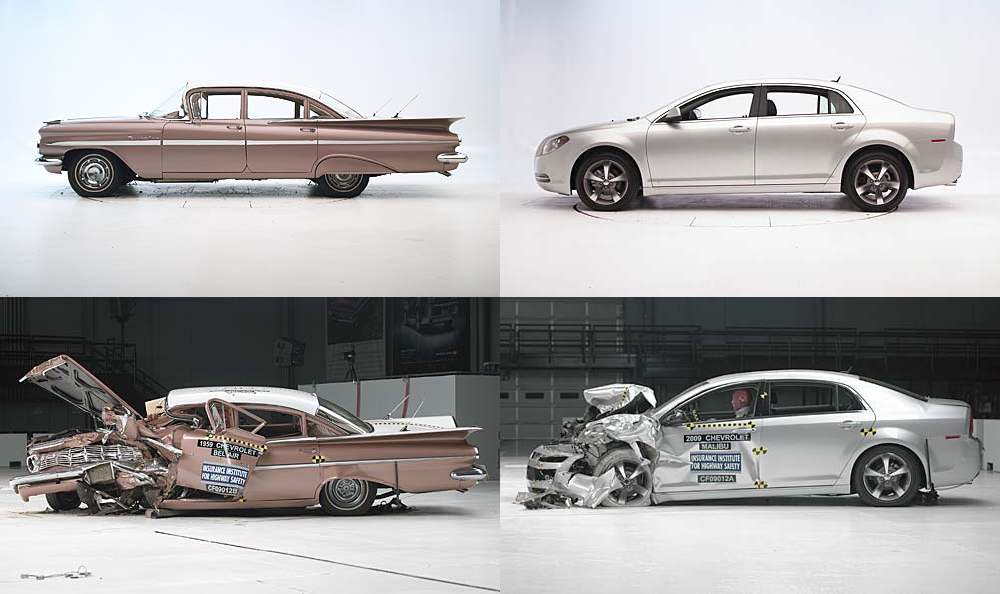 1959 CHEVROLET
BEL AIR
INSURANCE INSTITUTE
FOR HIGHWAY SAFETY
CF09012B
2009 CHEVROLET
MALIBU
INSURANCE INSTITUTE
FOR HIGHWAY SAFETY
CF09012A